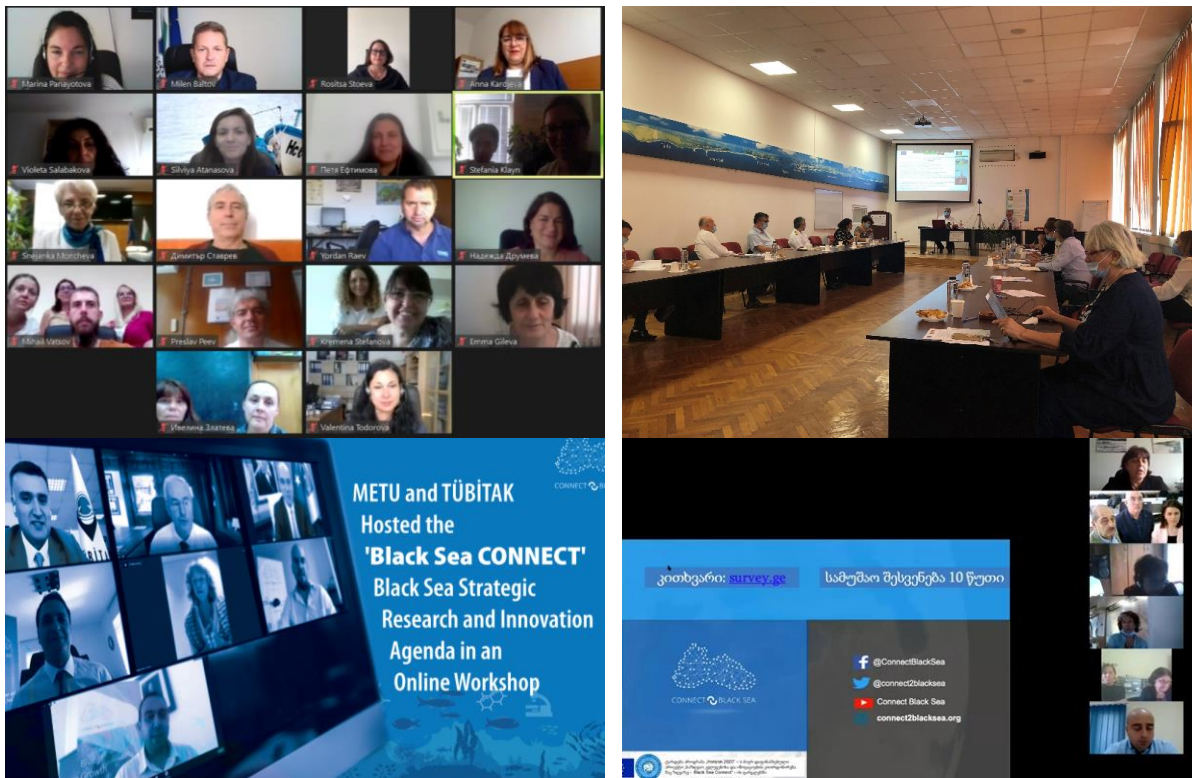 Marina Panayotova
Milen Baltov
Rositsa Stoeva
Anna Kardjeva
Violeta Salabakova
Silviya Atanasova
Петя Ефтимова
Stefania Klayn
Snejanka Moncheva
Димитър Ставрев
Yordan Raev
Надежда Друмева
Mihail Vatsov
Preslav Peev
Kremena Stefanova
Emma Gileva
Ивелина Златева
Valentina Todorova
METU and TÜBİTAK
Hosted the
'Black Sea CONNECT'
Black Sea Strategic
Research and Innovation
Agenda in an
Online Workshop
კითხვარი: survey.ge
სამუშაო შესვენება 10 წუთი
CONNECT BLACK SEA
@ConnectBlackSea
@connect2blacksea
Connect Black Sea
connect2blacksea.org